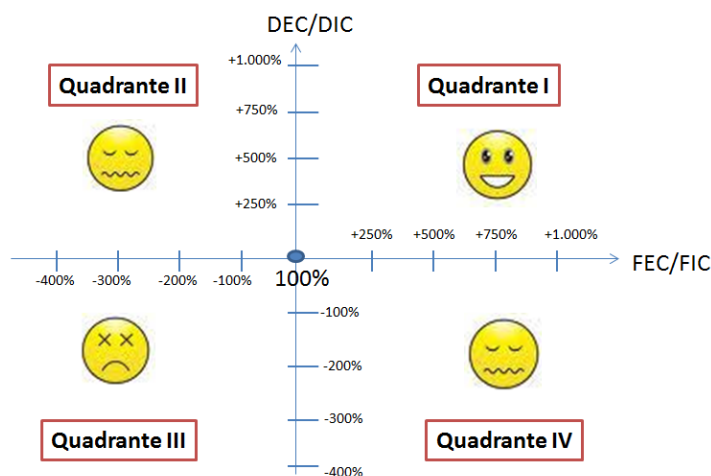 DEC/DIC
+1.000%
Quadrante II
Quadrante I
+750%
+500%
+250%
+250% +500% +750% +1.000%
FEC/FIC
-400% -300% -200% -100% 100%
-100%
-200%
-300%
Quadrante III
Quadrante IV
-400%